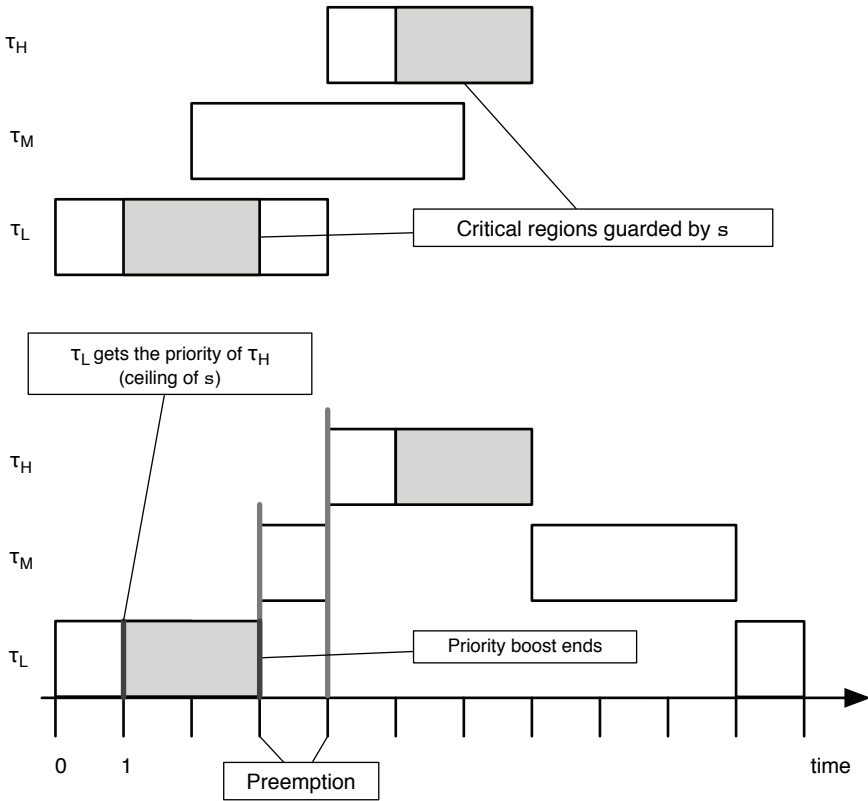 τH
τM
τL
Critical regions guarded by s
τL gets the priority of τH
(ceiling of s)
τH
τM
τL
Priority boost ends
0 1 time
Preemption